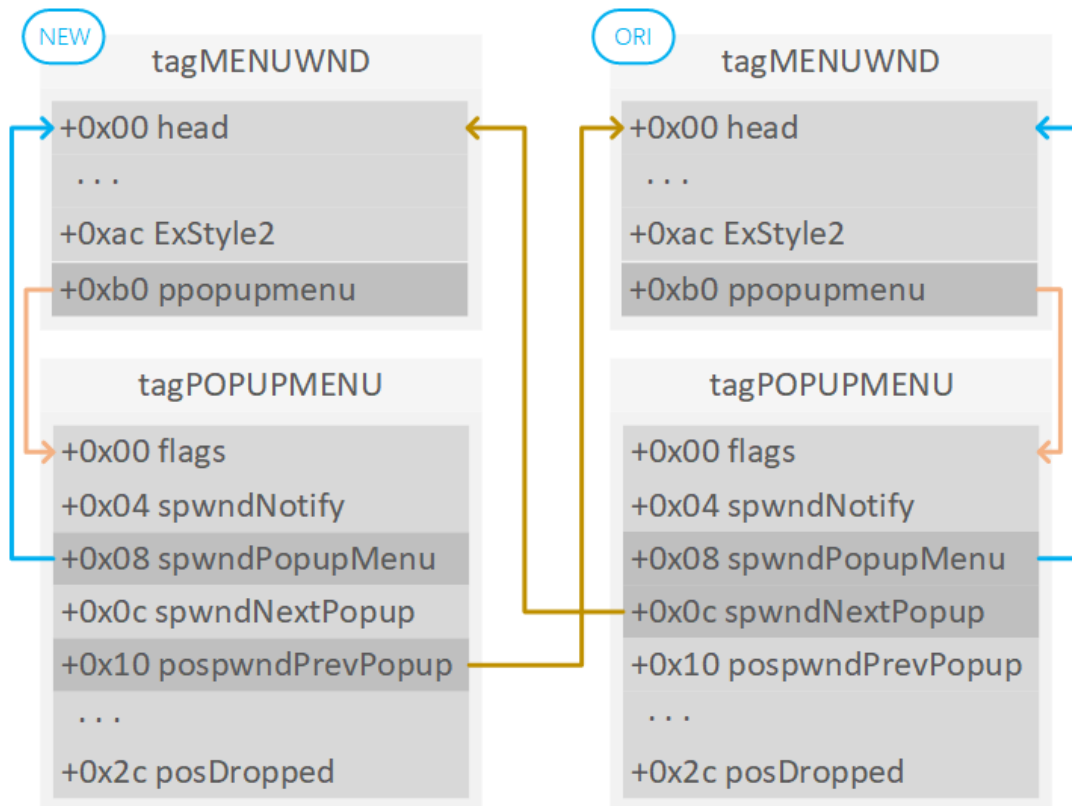 NEW
tagMENUWND
+0x00 head
...
+0xac ExStyle2
+0xb0 ppopupmenu
tagPOPUPMENU
+0x00 flags
+0x04 spwndNotify
+0x08 spwndPopupMenu
+0x0c spwndNextPopup
+0x10 pospwndPrevPopup
...
+0x2c posDropped
ORI
tagMENUWND
+0x00 head
...
+0xac ExStyle2
+0xb0 ppopupmenu
tagPOPUPMENU
+0x00 flags
+0x04 spwndNotify
+0x08 spwndPopupMenu
+0x0c spwndNextPopup
+0x10 pospwndPrevPopup
...
+0x2c posDropped